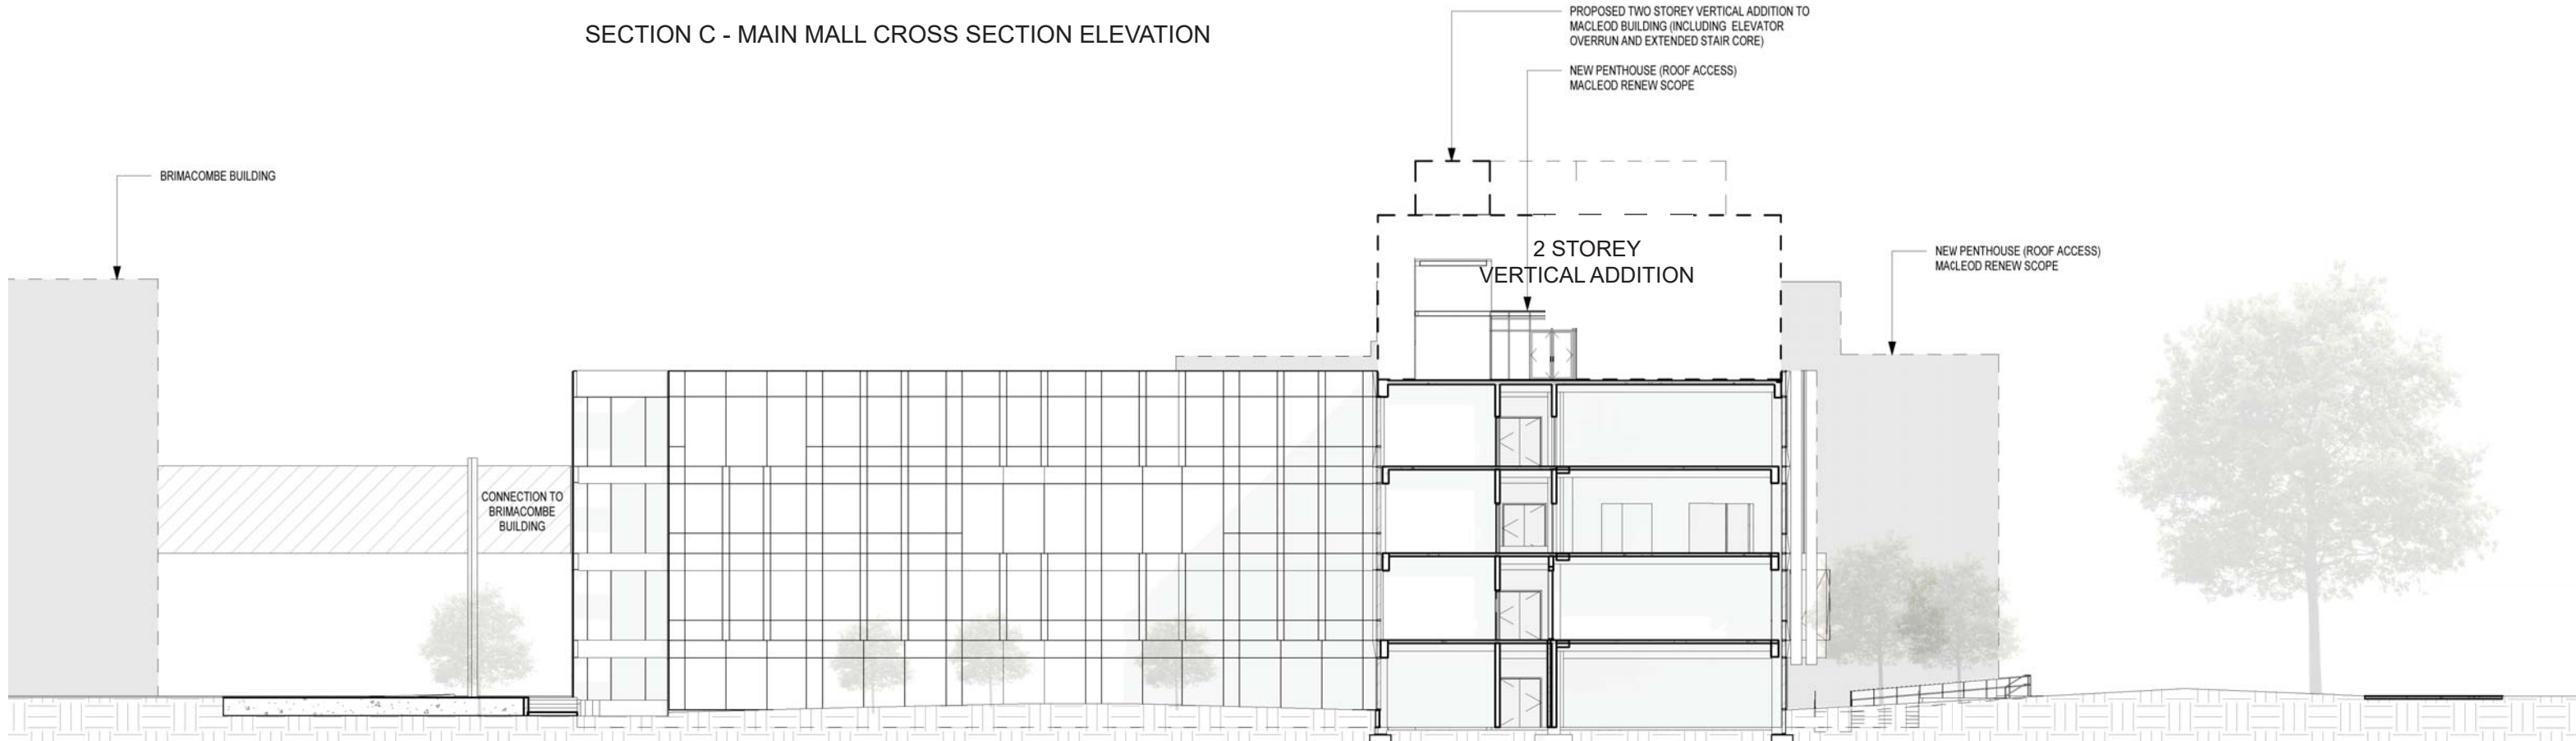 SECTION C - MAIN MALL CROSS SECTION ELEVATION
PROPOSED TWO STOREY VERTICAL ADDITION TO
MACLEOD BUILDING (INCLUDING ELEVATOR
OVERRUN AND EXTENDED STAIR CORE)
NEW PENTHOUSE (ROOF ACCESS)
MACLEOD RENEW SCOPE
BRIMACOMBE BUILDING
2 STOREY
VERTICAL ADDITION
NEW PENTHOUSE (ROOF ACCESS)
MACLEOD RENEW SCOPE
CONNECTION TO
BRIMACOMBE
BUILDING